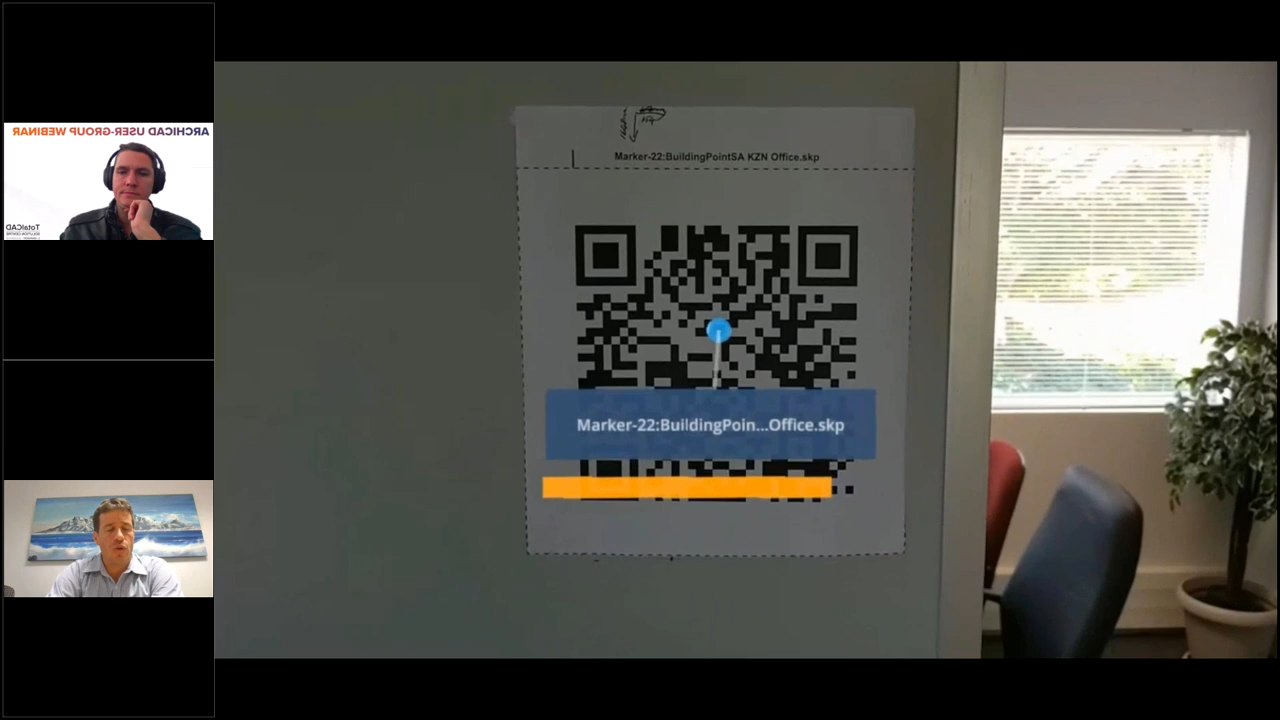 ARCHICAD USER-GROUP WEBINAR
TotalCAD
Marker-22:BuildingPointSA KZN Office.skp
Marker-22:BuildingPoin...Office.skp